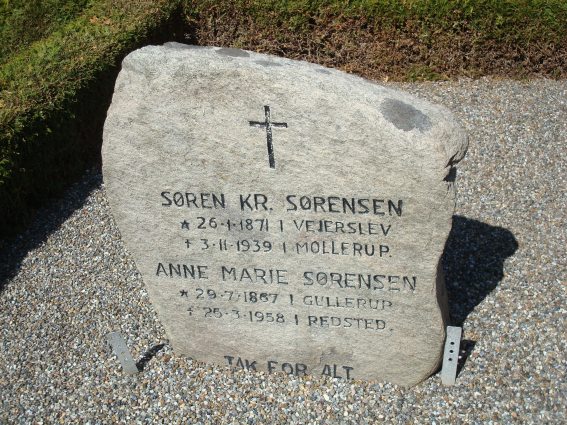 SØREN KR. SØRENSEN
* 26-1-1871 I VEJERSLEV
† 3-11-1939 I MOLLERUP.
ANNE MARIE SØRENSEN
* 29-7-1867 I GULLERUP
† 25-3-1958 I REDSTED.
TAK FOR ALT.